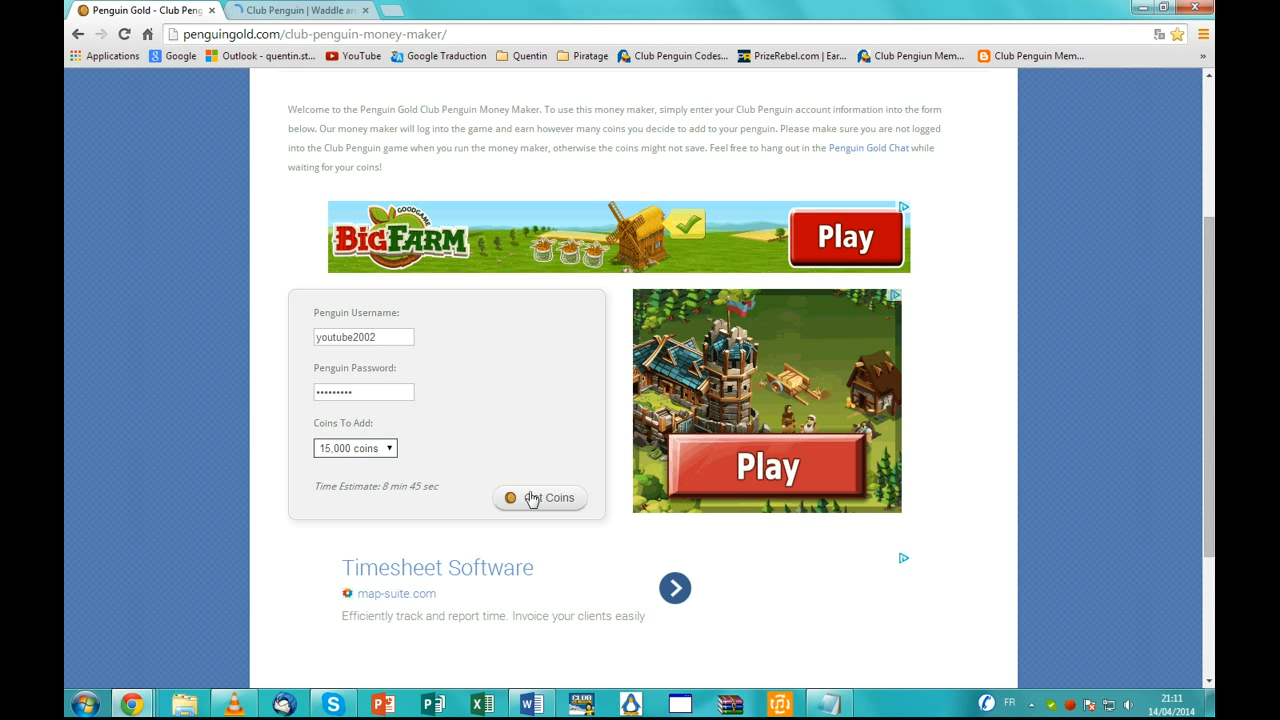 Penguin Gold - Club Peng
Club Penguin | Waddle ar
penguingold.com/club-penguin-money-maker/
Applications
Google
Outlook - quentin.st...
YouTube
Google Traduction
Quentin
Piratage
Club Penguin Codes...
PrizeRebel.com | Ear...
Club Pengiun Mem...
Club Penguin Mem...
»
Welcome to the Penguin Gold Club Penguin Money Maker. To use this money maker, simply enter your Club Penguin account information into the form
below. Our money maker will log into the game and earn however many coins you decide to add to your penguin. Please make sure you are not logged
into the Club Penguin game when you run the money maker, otherwise the coins might not save. Feel free to hang out in the Penguin Gold Chat while
waiting for your coins!
GOODGAME
BIGFARM
Play
Penguin Username:
youtube2002
Penguin Password:
•••••••••
Coins To Add:
15,000 coins
Time Estimate: 8 min 45 sec
Coins
Play
Timesheet Software
map-suite.com
Efficiently track and report time. Invoice your clients easily
FR
21:11
14/04/2014